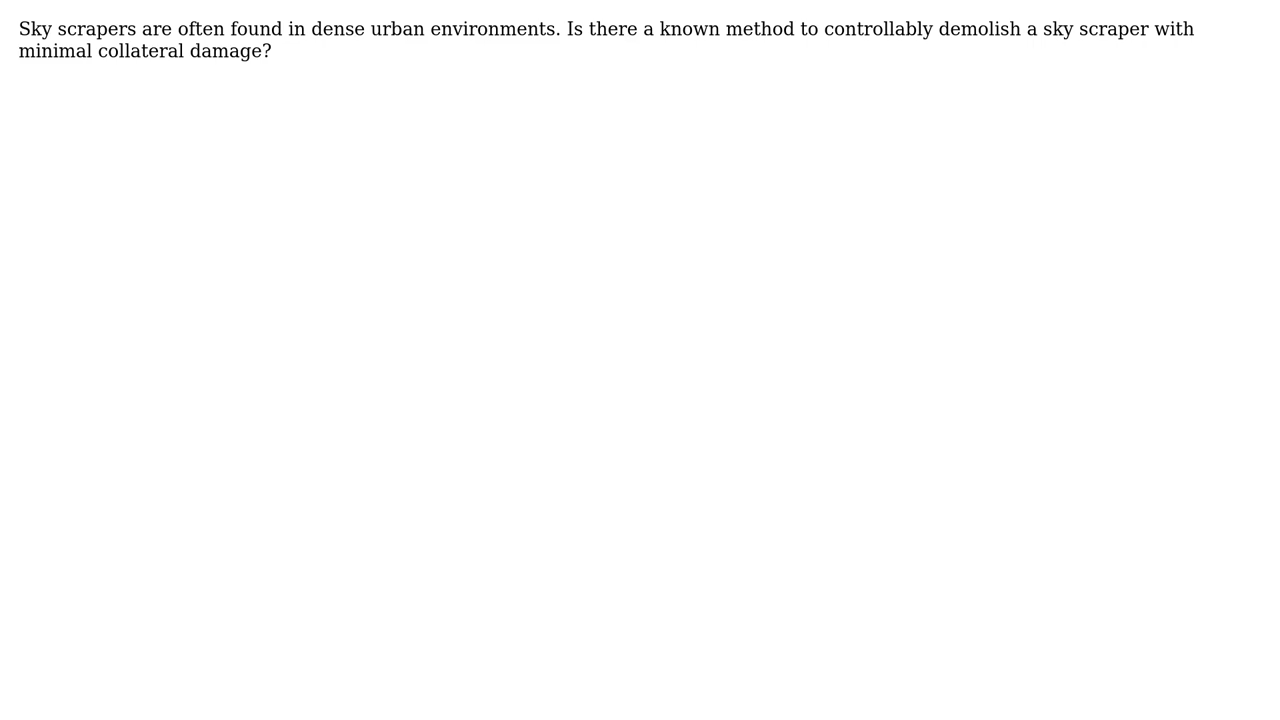 Sky scrapers are often found in dense urban environments. Is there a known method to controllably demolish a sky scraper with
minimal collateral damage?